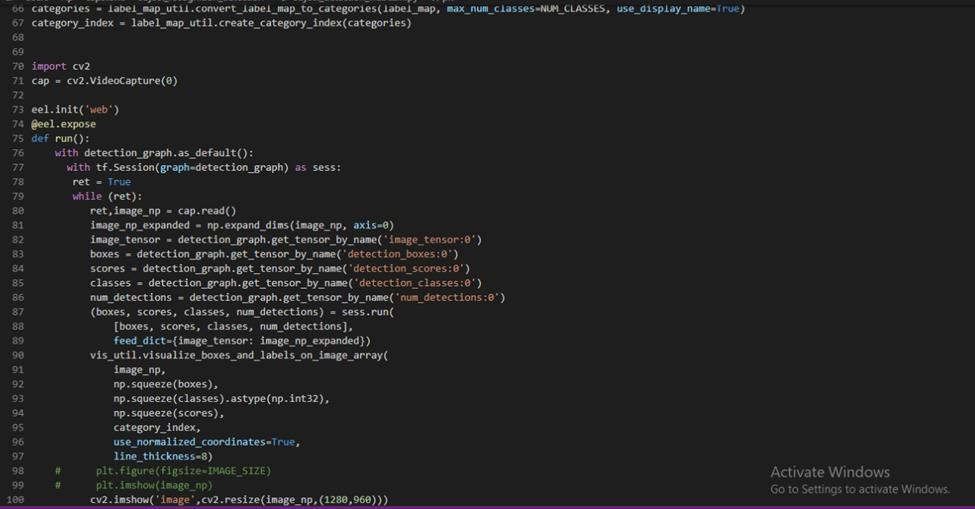 66 categories = label_map_util.convert_label_map_to_categories(label_map, max_num_classes=NUM_CLASSES, use_display_name=True)
67 category_index = label_map_util.create_category_index(categories)
68
69
70 import cv2
71 cap = cv2.VideoCapture(0)
72
73 eel.init('web')
74 @eel.expose
75 def run():
76     with detection_graph.as_default():
77       with tf.Session(graph=detection_graph) as sess:
78        ret = True
79        while (ret):
80           ret,image_np = cap.read()
81           image_np_expanded = np.expand_dims(image_np, axis=0)
82           image_tensor = detection_graph.get_tensor_by_name('image_tensor:0')
83           boxes = detection_graph.get_tensor_by_name('detection_boxes:0')
84           scores = detection_graph.get_tensor_by_name('detection_scores:0')
85           classes = detection_graph.get_tensor_by_name('detection_classes:0')
86           num_detections = detection_graph.get_tensor_by_name('num_detections:0')
87           (boxes, scores, classes, num_detections) = sess.run(
88               [boxes, scores, classes, num_detections],
89               feed_dict={image_tensor: image_np_expanded})
90           vis_util.visualize_boxes_and_labels_on_image_array(
91               image_np,
92               np.squeeze(boxes),
93               np.squeeze(classes).astype(np.int32),
94               np.squeeze(scores),
95               category_index,
96               use_normalized_coordinates=True,
97               line_thickness=8)
98     #      plt.figure(figsize=IMAGE_SIZE)
99     #      plt.imshow(image_np)
100           cv2.imshow('image',cv2.resize(image_np,(1280,960)))
Activate Windows
Go to Settings to activate Windows.